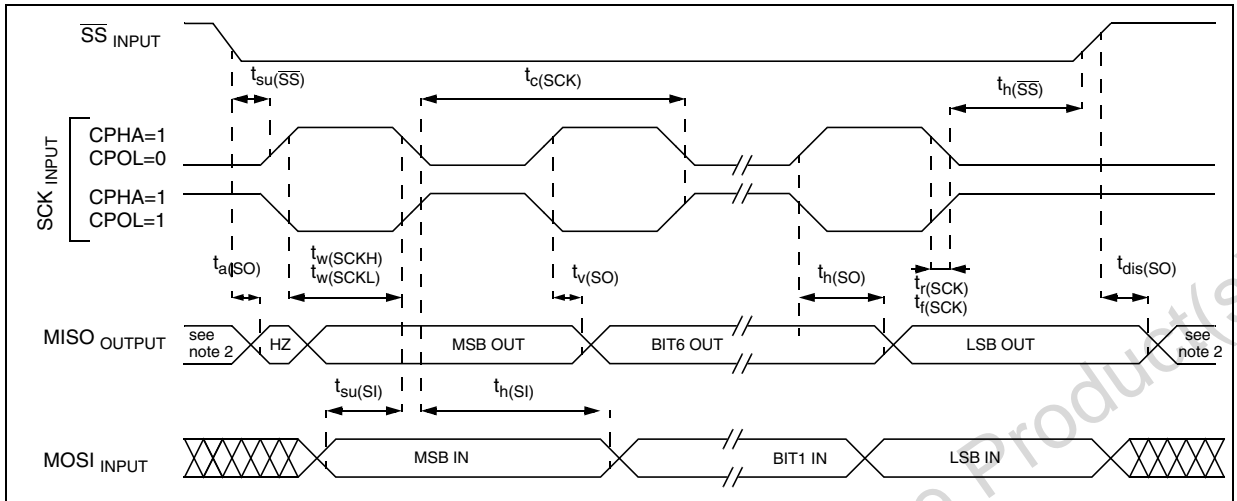 SS INPUT
tsu(SS)
tc(SCK)
th(SS)
SCK INPUT
CPHA=1
CPOL=0
CPHA=1
CPOL=1
ta(SO)
tw(SCKH)
tw(SCKL)
tv(SO)
th(SO)
tr(SCK)
tf(SCK)
tdis(SO)
MISO OUTPUT
see
note 2
HZ
MSB OUT
BIT6 OUT
LSB OUT
see
note 2
tsu(SI)
th(SI)
MOSI INPUT
MSB IN
BIT1 IN
LSB IN
Product(s